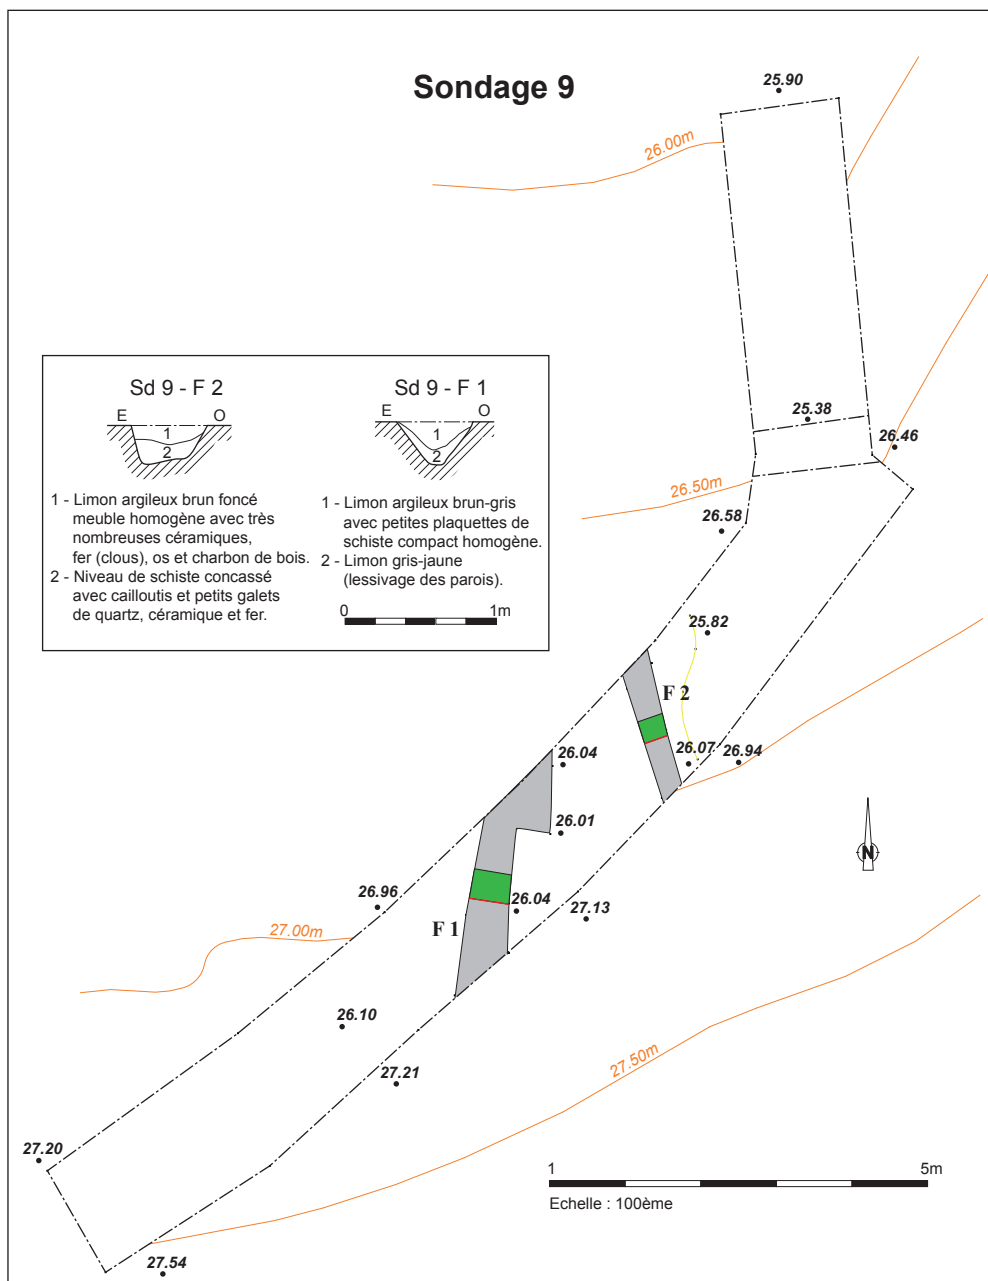 Sondage 9
25.90
26.00m
25.38
26.46
26.50m
26.58
Sd 9 - F 2
E
O
1
2
1 - Limon argileux brun foncé
meuble homogène avec très
nombreuses céramiques,
fer (clous), os et charbon de bois.
2 - Niveau de schiste concassé
avec cailloutis et petits galets
de quartz, céramique et fer.
Sd 9 - F 1
E
O
1
2
1 - Limon argileux brun-gris
avec petites plaquettes de
schiste compact homogène.
2 - Limon gris-jaune
(lessivage des parois).
0
1m
25.82
F 2
26.04
26.07
26.94
26.01
N
26.96
26.04
27.13
F 1
27.00m
26.10
27.50m
27.21
27.20
1
5m
Echelle : 100ème
27.54